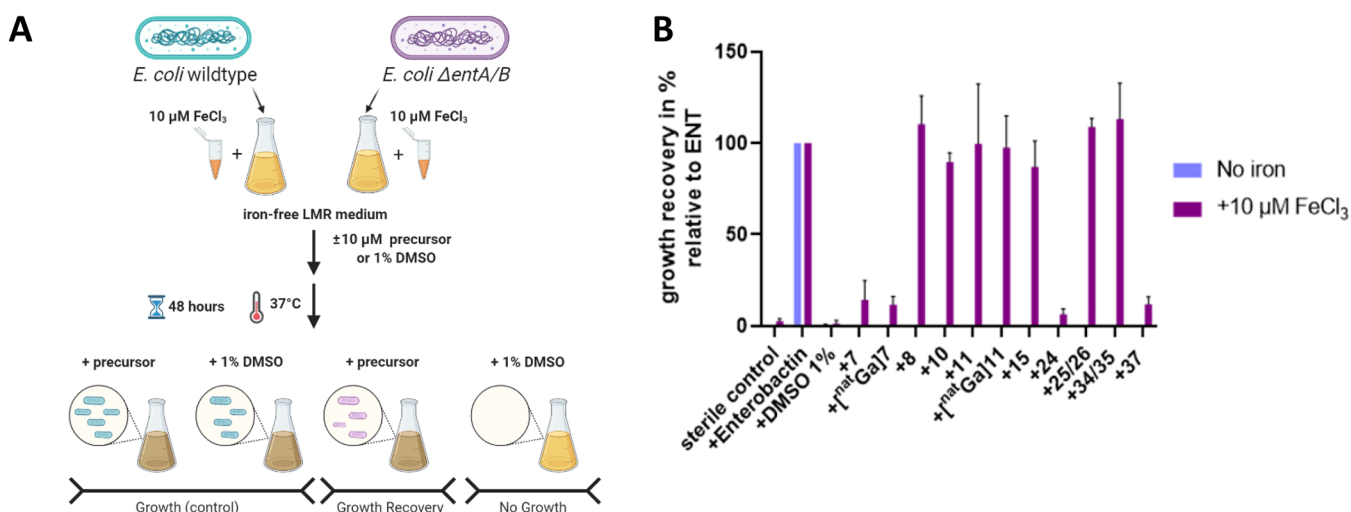 A
E. coli wildtype
E. coli ΔentA/B
10 µM FeCl₃
10 µM FeCl₃
+
+
iron-free LMR medium
±10 µM precursor
or 1% DMSO
48 hours
37°C
+ precursor
+ 1% DMSO
+ precursor
+ 1% DMSO
Growth (control)
Growth Recovery
No Growth
B
growth recovery in %
relative to ENT
150
100
50
0
sterile control
+Enterobactin
+DMSO 1%
+7
+[ⁿᵃᵗGa]7
+8
+10
+11
+[ⁿᵃᵗGa]11
+15
+24
+25/26
+34/35
+37
No iron
+10 µM FeCl₃